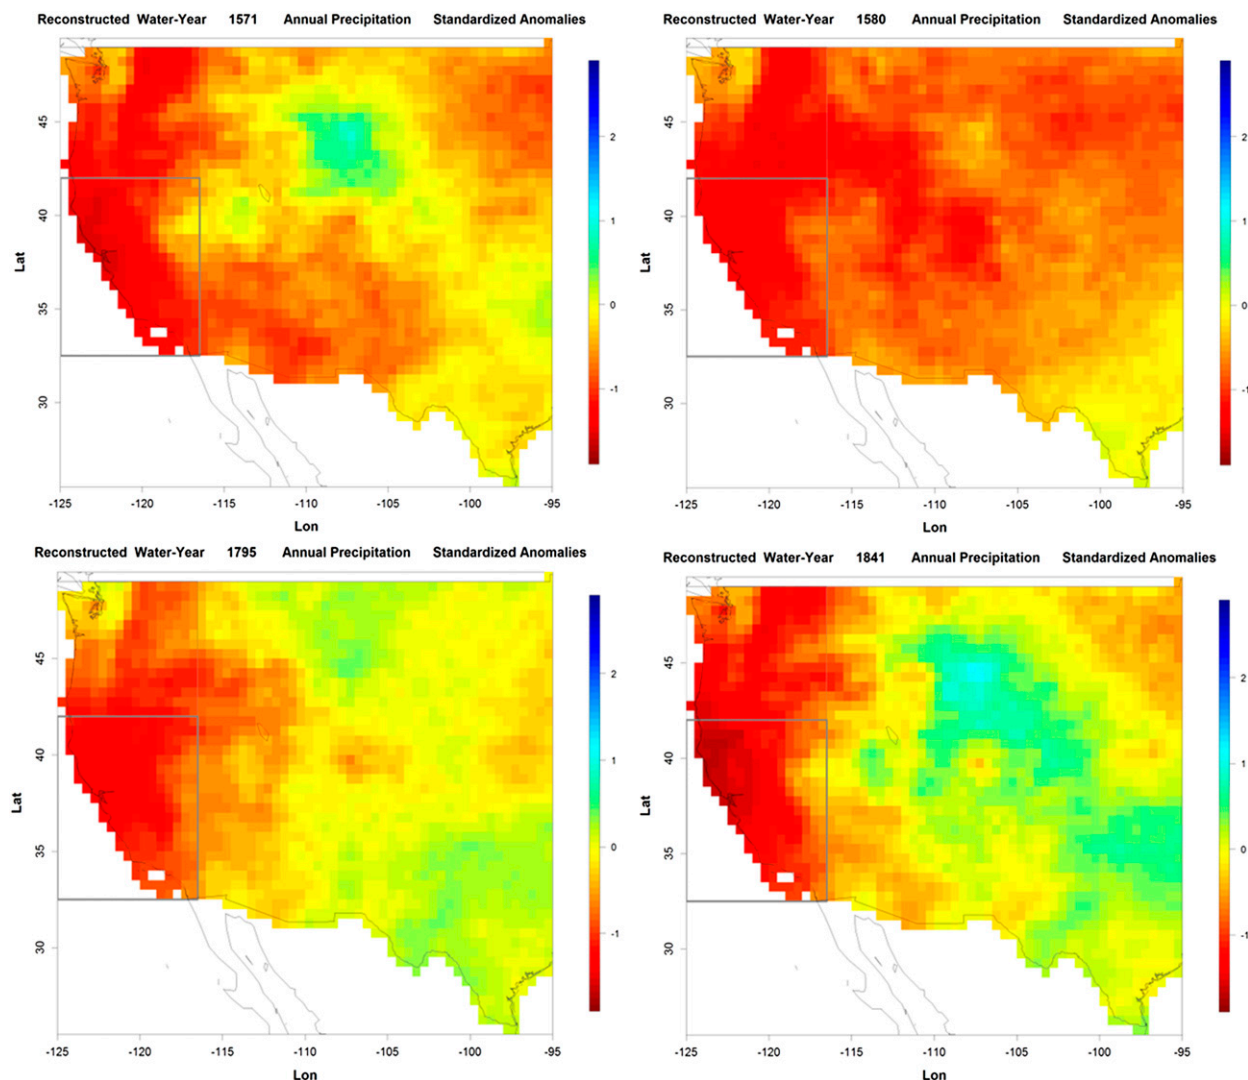 Reconstructed Water-Year 1571 Annual Precipitation Standardized Anomalies
Lat
45
40
35
30
-125 -120 -115 -110 -105 -100 -95
Lon
2
1
0
-1
Reconstructed Water-Year 1580 Annual Precipitation Standardized Anomalies
Lat
45
40
35
30
-125 -120 -115 -110 -105 -100 -95
Lon
2
1
0
-1
Reconstructed Water-Year 1795 Annual Precipitation Standardized Anomalies
Lat
45
40
35
30
-125 -120 -115 -110 -105 -100 -95
Lon
2
1
0
-1
Reconstructed Water-Year 1841 Annual Precipitation Standardized Anomalies
Lat
45
40
35
30
-125 -120 -115 -110 -105 -100 -95
Lon
2
1
0
-1